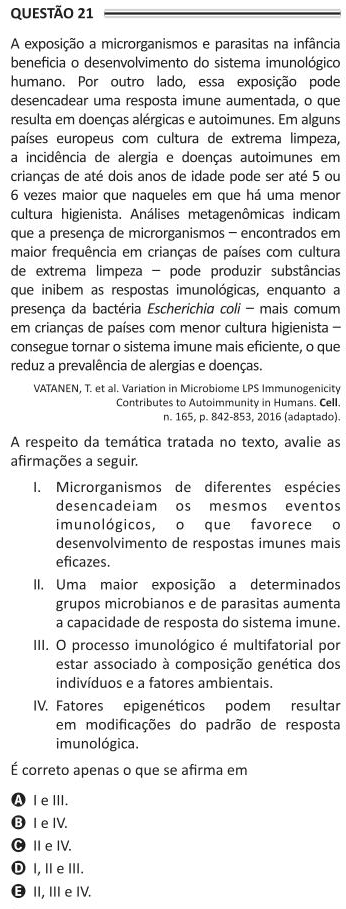 QUESTÃO 21
A exposição a microrganismos e parasitas na infância
beneficia o desenvolvimento do sistema imunológico
humano. Por outro lado, essa exposição pode
desencadear uma resposta imune aumentada, o que
resulta em doenças alérgicas e autoimunes. Em alguns
países europeus com cultura de extrema limpeza,
a incidência de alergia e doenças autoimunes em
crianças de até dois anos de idade pode ser até 5 ou
6 vezes maior que naqueles em que há uma menor
cultura higienista. Análises metagenômicas indicam
que a presença de microrganismos – encontrados em
maior frequência em crianças de países com cultura
de extrema limpeza – pode produzir substâncias
que inibem as respostas imunológicas, enquanto a
presença da bactéria Escherichia coli – mais comum
em crianças de países com menor cultura higienista –
consegue tornar o sistema imune mais eficiente, o que
reduz a prevalência de alergias e doenças.
VATANEN, T. et al. Variation in Microbiome LPS Immunogenicity
Contributes to Autoimmunity in Humans. Cell.
n. 165, p. 842-853, 2016 (adaptado).
A respeito da temática tratada no texto, avalie as
afirmações a seguir.
I. Microrganismos de diferentes espécies
desencadeiam os mesmos eventos
imunológicos, o que favorece o
desenvolvimento de respostas imunes mais
eficazes.
II. Uma maior exposição a determinados
grupos microbianos e de parasitas aumenta
a capacidade de resposta do sistema imune.
III. O processo imunológico é multifatorial por
estar associado à composição genética dos
indivíduos e a fatores ambientais.
IV. Fatores epigenéticos podem resultar
em modificações do padrão de resposta
imunológica.
É correto apenas o que se afirma em
A I e III.
B I e IV.
C II e IV.
D I, II e III.
E II, III e IV.